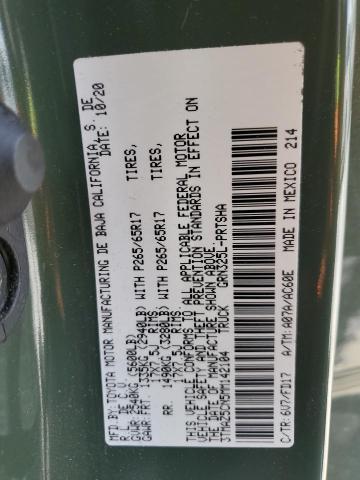 MFD.BY: TOYOTA MOTOR MANUFACTURING DE BAJA CALIFORNIA, S. DE
R.L. DE C.V. DATE: 10/20
GVWR: 2540KG (5600LB)
GAWR:FRT. 1335KG (2940LB) WITH P265/65R17 TIRES,
17X7.5J RIMS
RR. 1490KG (3280LB) WITH P265/65R17 TIRES,
17X7.5J RIMS
THIS VEHICLE CONFORMS TO ALL APPLICABLE FEDERAL MOTOR
VEHICLE SAFETY AND THEFT PREVENTION STANDARDS IN EFFECT ON
THE DATE OF MANUFACTURE SHOWN ABOVE.
TRUCK GRN325L-PRTSHA
C/TR:6V7/FD17 A/TM:A07A/AC60E MADE IN MEXICO 214